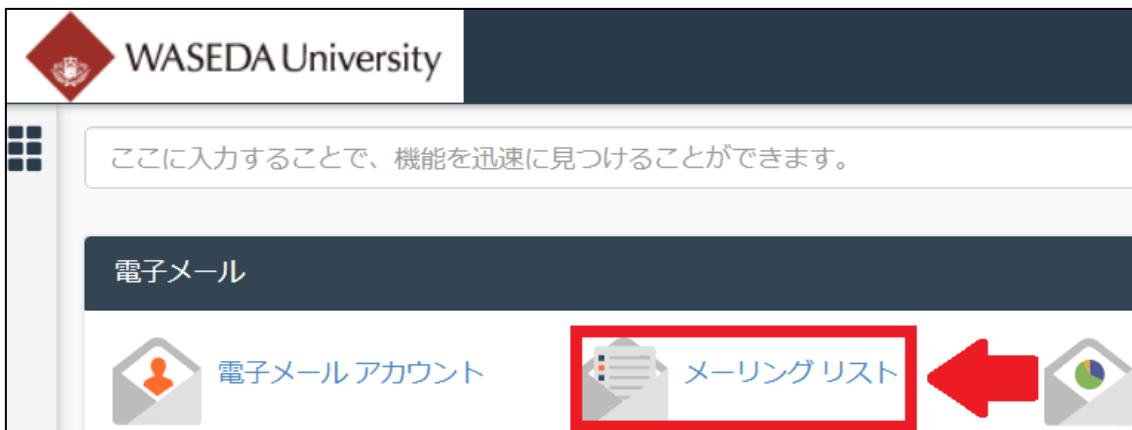 WASEDA University
ここに入力することで、機能を迅速に見つけることができます。
電子メール
電子メール アカウント
メーリング リスト